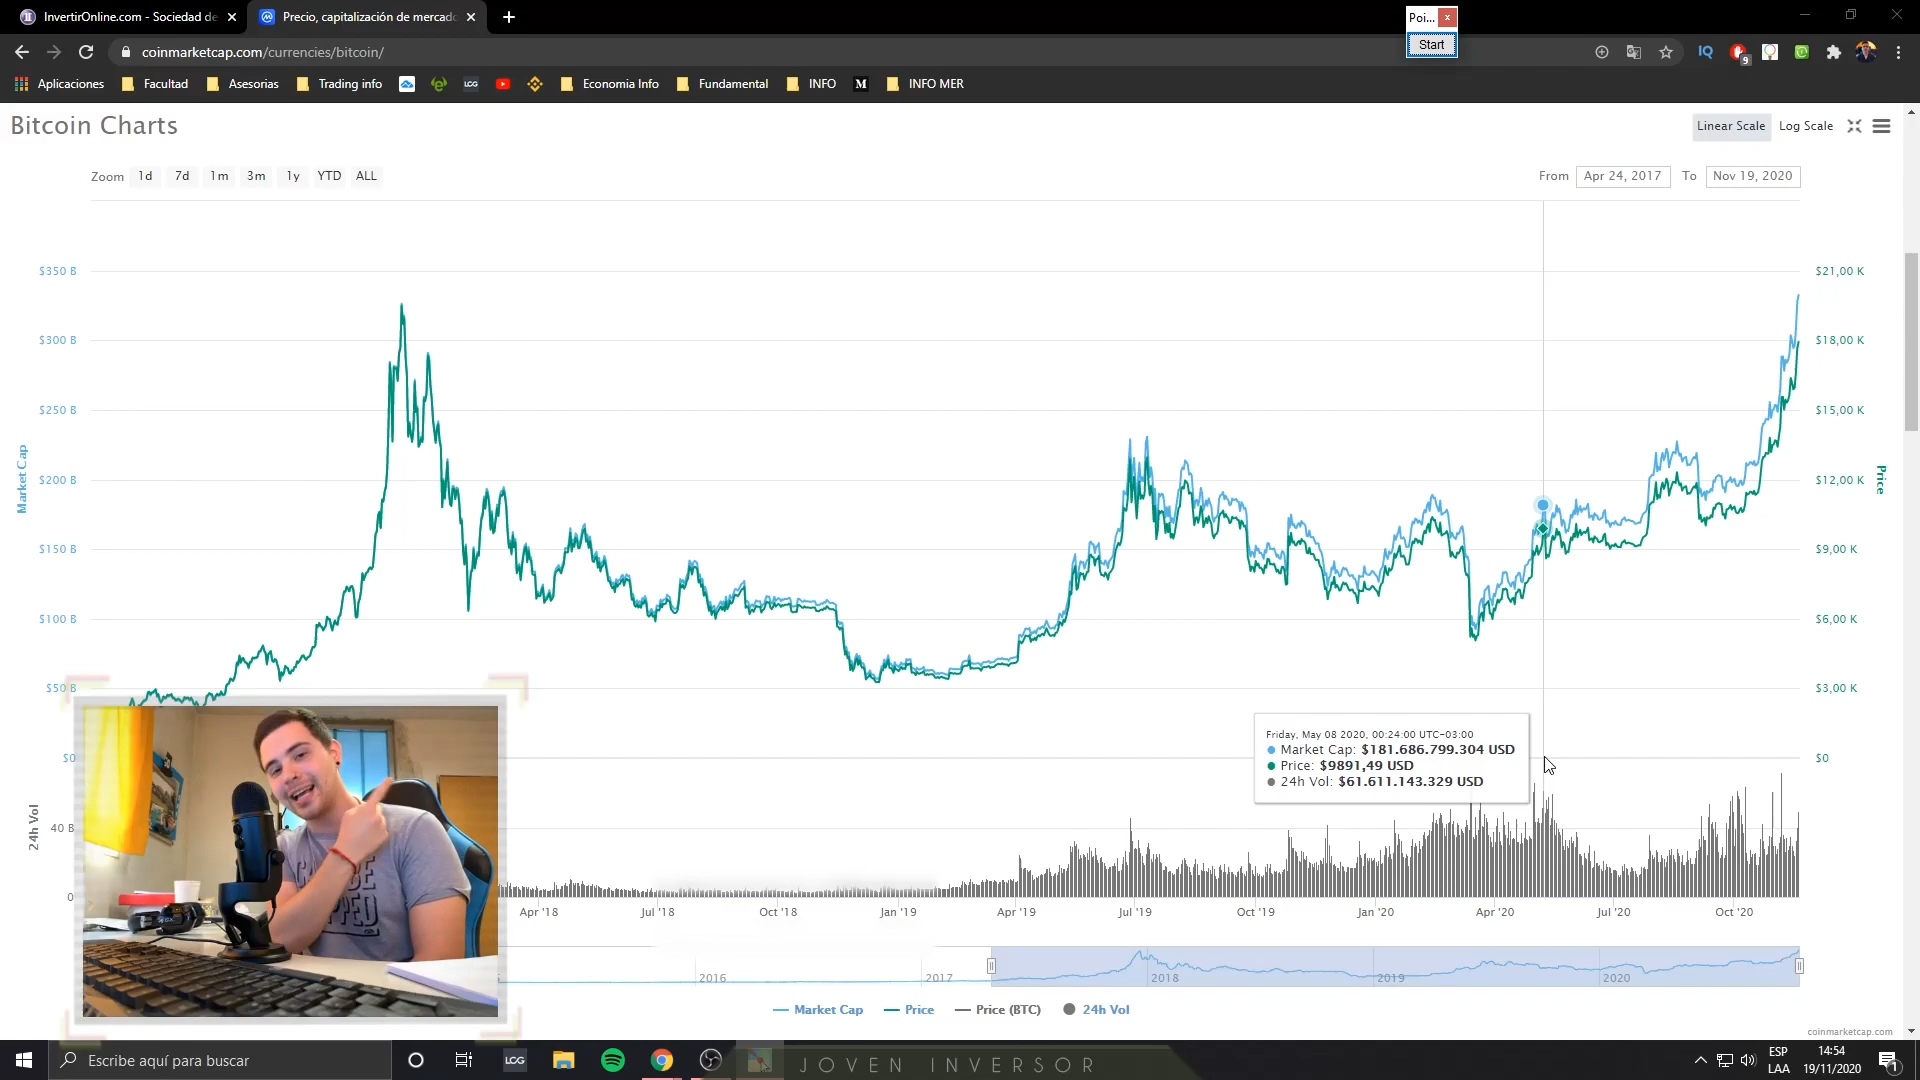 InvertirOnline.com - Sociedad de
Precio, capitalización de mercado
Poi...
Start
coinmarketcap.com/currencies/bitcoin/
9
Aplicaciones
Facultad
Asesorias
Trading info
LCG
Economia Info
Fundamental
INFO
M
INFO MER
Bitcoin Charts
Linear Scale
Log Scale
Zoom 1d 7d 1m 3m 1y YTD ALL
From Apr 24, 2017 To Nov 19, 2020
$350 B
$300 B
$250 B
$200 B
$150 B
$100 B
$50 B
$0
Market Cap
$21,00 K
$18,00 K
$15,00 K
$12,00 K
$9,00 K
$6,00 K
$3,00 K
$0
Price
Friday, May 08 2020, 00:24:00 UTC-03:00
Market Cap: $181.686.799.304 USD
Price: $9891,49 USD
24h Vol: $61.611.143.329 USD
24h Vol
40 B
0
Apr '18 Jul '18 Oct '18 Jan '19 Apr '19 Jul '19 Oct '19 Jan '20 Apr '20 Jul '20 Oct '20
2016 2017 2018 2019 2020
Market Cap Price Price (BTC) 24h Vol
coinmarketcap.com
Escribe aquí para buscar
LCG
JOVEN INVERSOR
ESP
LAA
14:54
19/11/2020
1